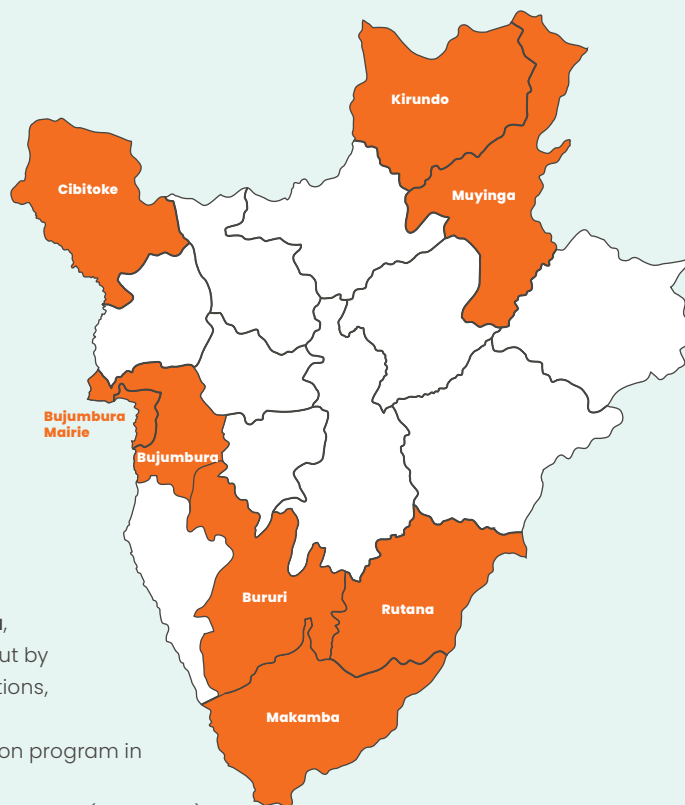 Kirundo
Cibitoke
Muyinga
Bujumbura
Mairie
Bujumbura
Bururi
Rutana
Makamba
ut by
tions,
on program in